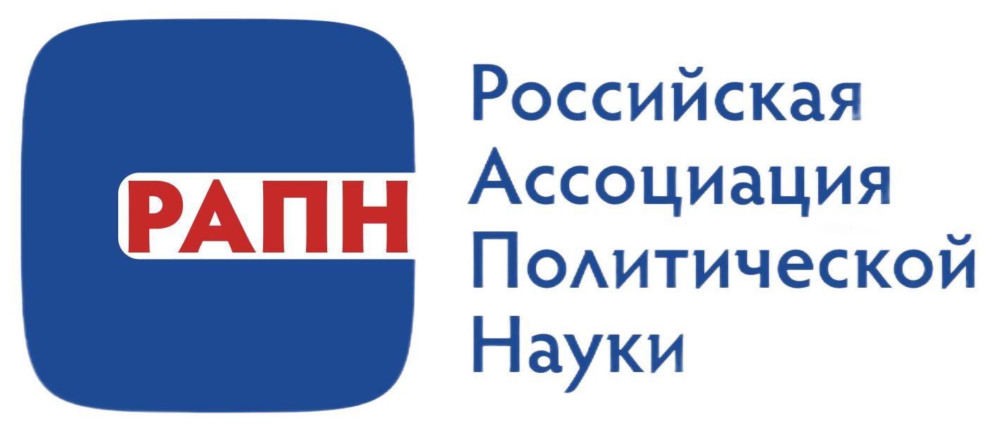 РАПН
Российская
Ассоциация
Политической
Науки